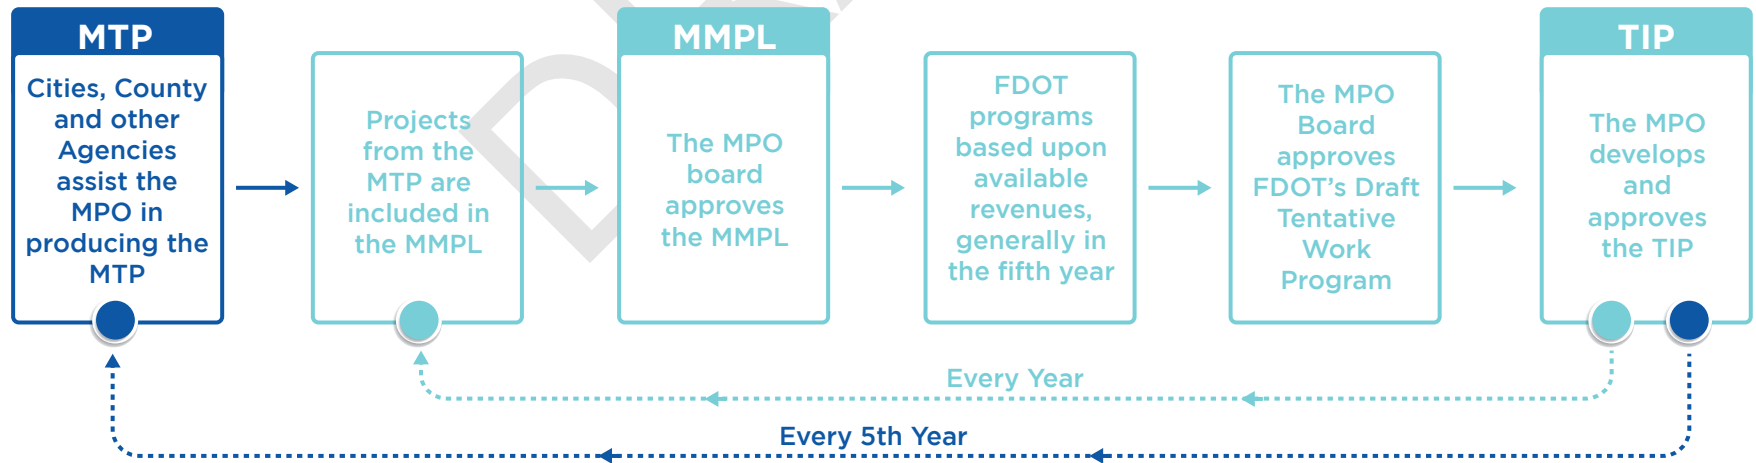 MTP
Cities, County
and other
Agencies
assist the
MPO in
producing the
MTP
Projects
from the
MTP are
included in
the MMPL
MMPL
The MPO
board
approves
the MMPL
FDOT
programs
based upon
available
revenues,
generally in
the fifth year
The MPO
Board
approves
FDOT’s Draft
Tentative
Work
Program
TIP
The MPO
develops
and
approves
the TIP
Every Year
Every 5th Year